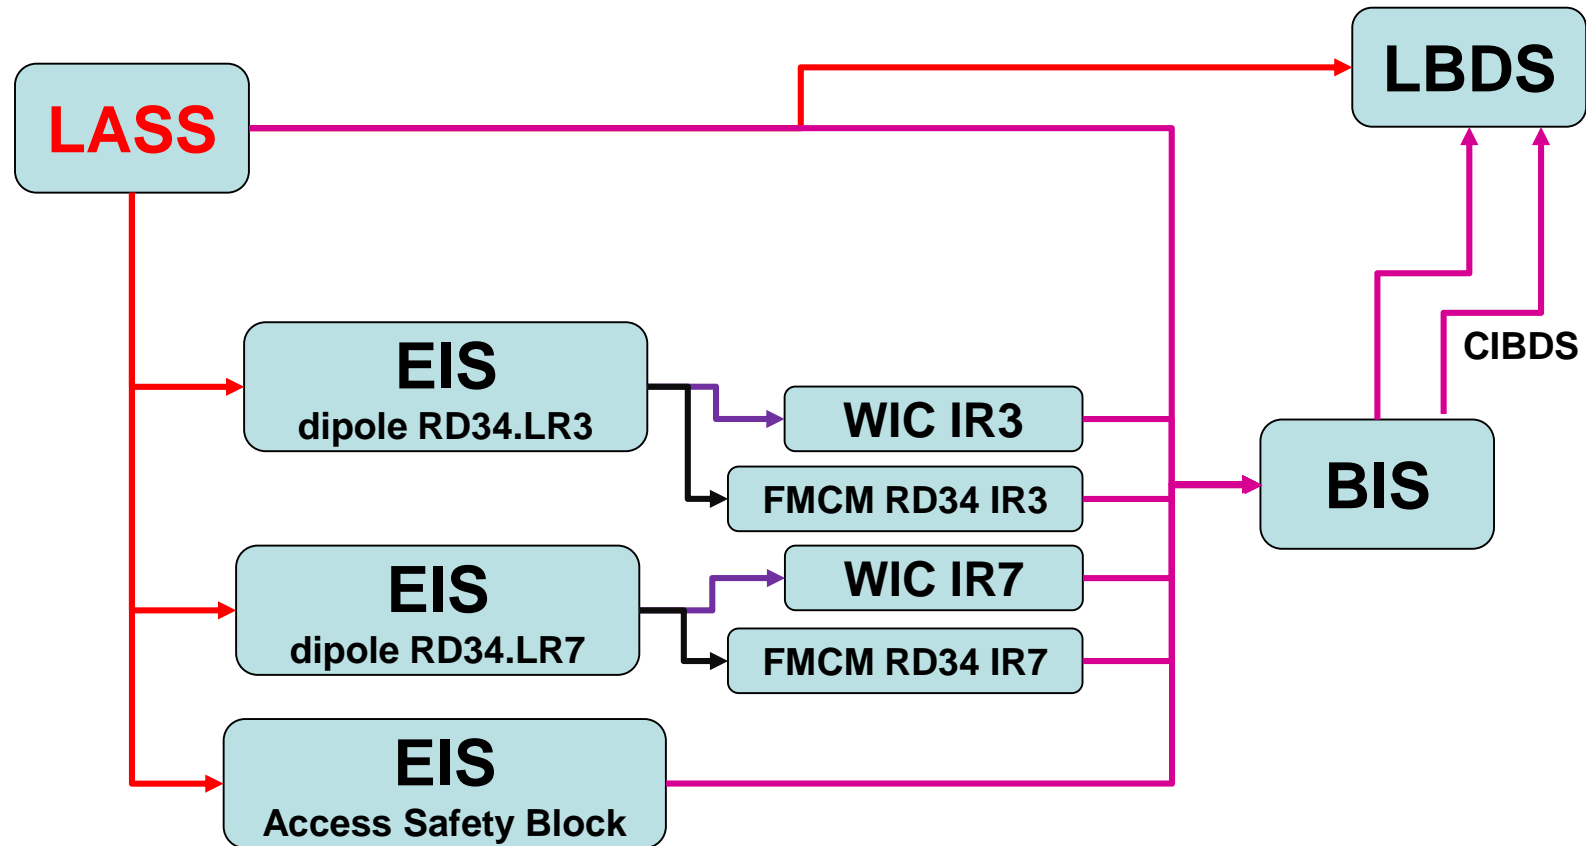 LBDS
LASS
CIBDS
EIS
dipole RD34.LR3
WIC IR3
FMCM RD34 IR3
BIS
EIS
dipole RD34.LR7
WIC IR7
FMCM RD34 IR7
EIS
Access Safety Block